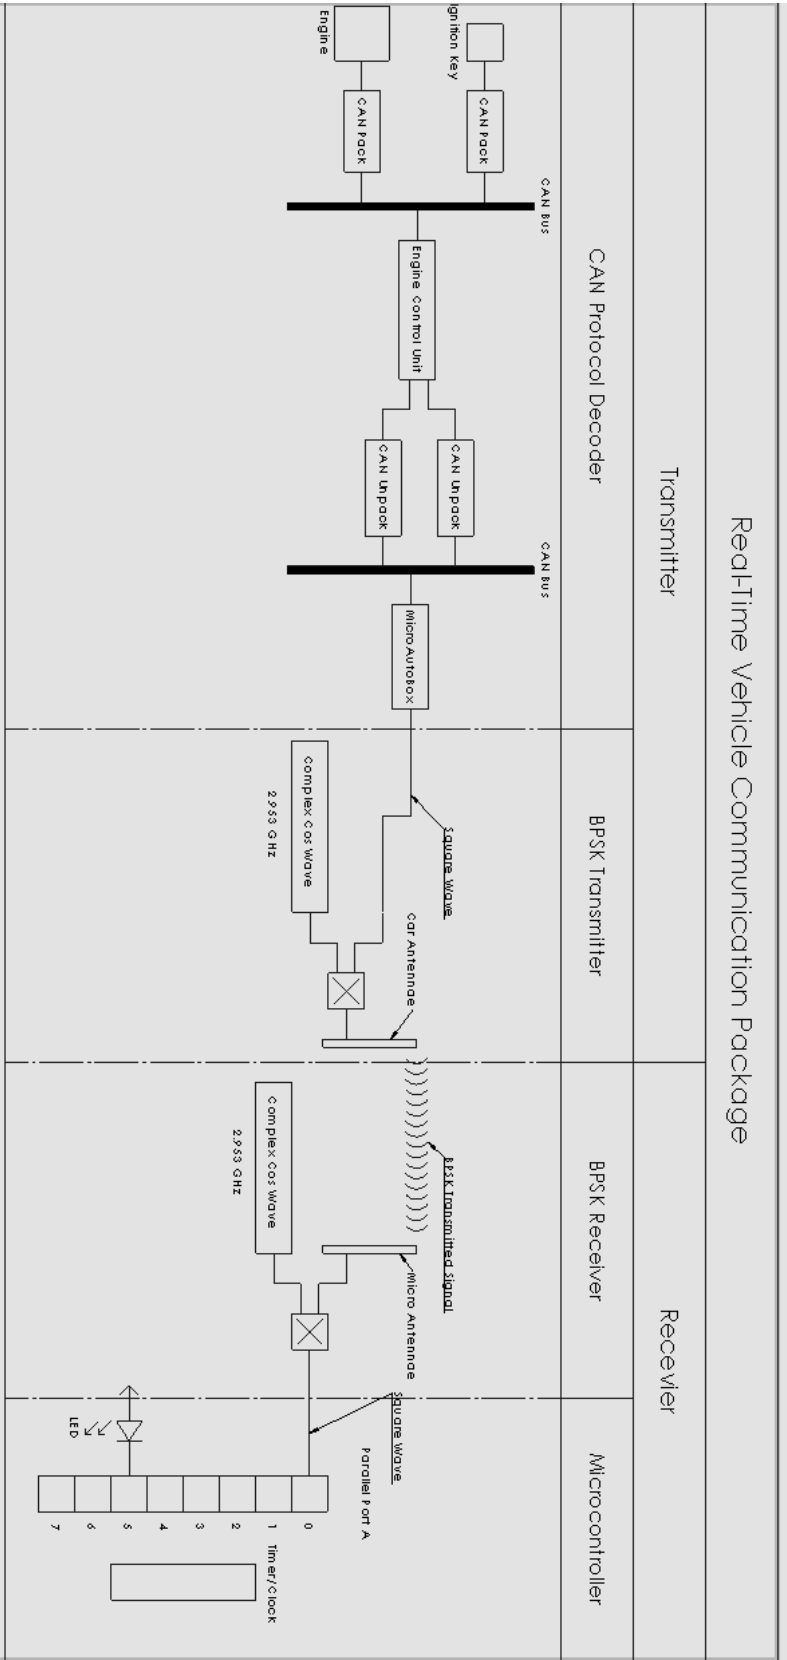 Real-Time Vehicle Communication Package
Transmitter
Recevier
CAN Protocol Decoder
BPSK Transmitter
BPSK Receiver
Microcontroller
Ignition Key
CAN Pack
Engine
CAN Pack
CAN BUS
Engine Control Unit
CAN Unpack
CAN Unpack
CAN BUS
MicroAutoBox
Square Wave
Complex Cos Wave
2.953 GHz
Car Antennae
BPSK Transmitted Signal
Complex Cos Wave
2.953 GHz
Micro Antennae
Square Wave
Parallel Port A
0
1
2
3
4
5
6
7
LED
Timer/Clock